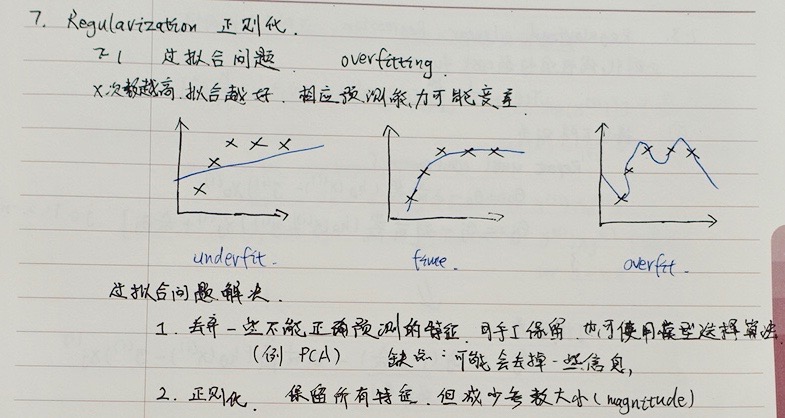 7. Regularization 正则化.
7.1 过拟合问题. overfitting.
x次数越高.拟合越好.相应预测能力可能变差.
underfit. fine. overfit.
过拟合问题解决.
1. 丢弃一些不能正确预测的特征.可手工保留.也可使用模型选择算法.
(例 PCA) 缺点:可能会丢掉一些信息,
2. 正则化. 保留所有特征.但减少参数大小(magnitude)